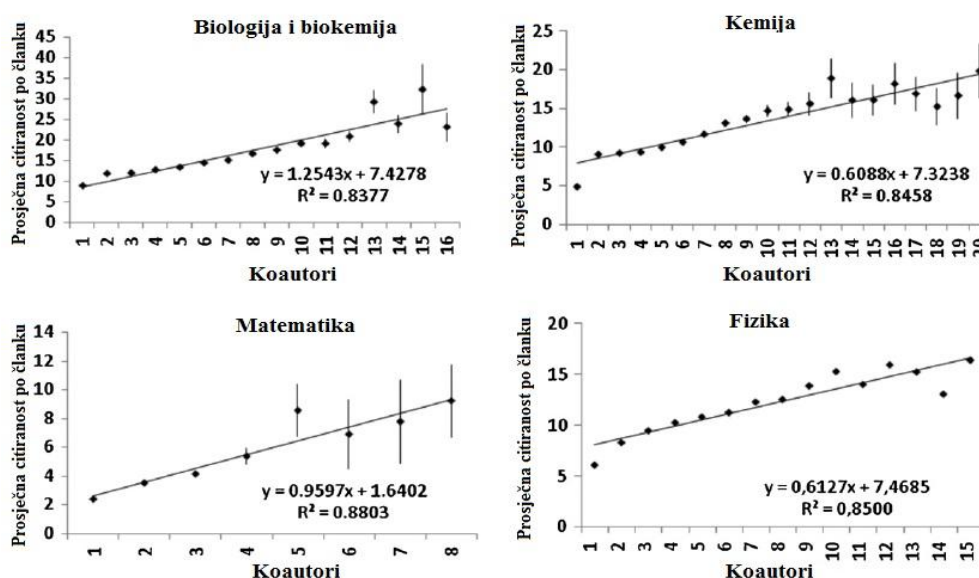 Biologija i biokemija
Prosječna citiranost po članku
45
40
35
30
25
20
15
10
5
0
y = 1.2543x + 7.4278
R² = 0.8377
1 2 3 4 5 6 7 8 9 10 11 12 13 14 15 16
Koautori
Kemija
Prosječna citiranost po članku
25
20
15
10
5
0
y = 0.6088x + 7.3238
R² = 0.8458
1 2 3 4 5 6 7 8 9 10 11 12 13 14 15 16 17 18 19 20
Koautori
Matematika
Prosječna citiranost po članku
14
12
10
8
6
4
2
0
y = 0.9597x + 1.6402
R² = 0.8803
1 2 3 4 5 6 7 8
Koautori
Fizika
Prosječna citiranost po članku
20
15
10
5
0
y = 0,6127x + 7,4685
R² = 0,8500
1 2 3 4 5 6 7 8 9 10 11 12 13 14 15
Koautori